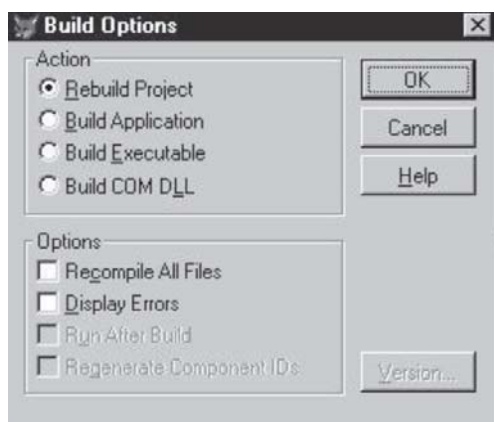 Build Options
Action
Rebuild Project
Build Application
Build Executable
Build COM DLL
OK
Cancel
Help
Options
Recompile All Files
Display Errors
Run After Build
Regenerate Component IDs
Version...